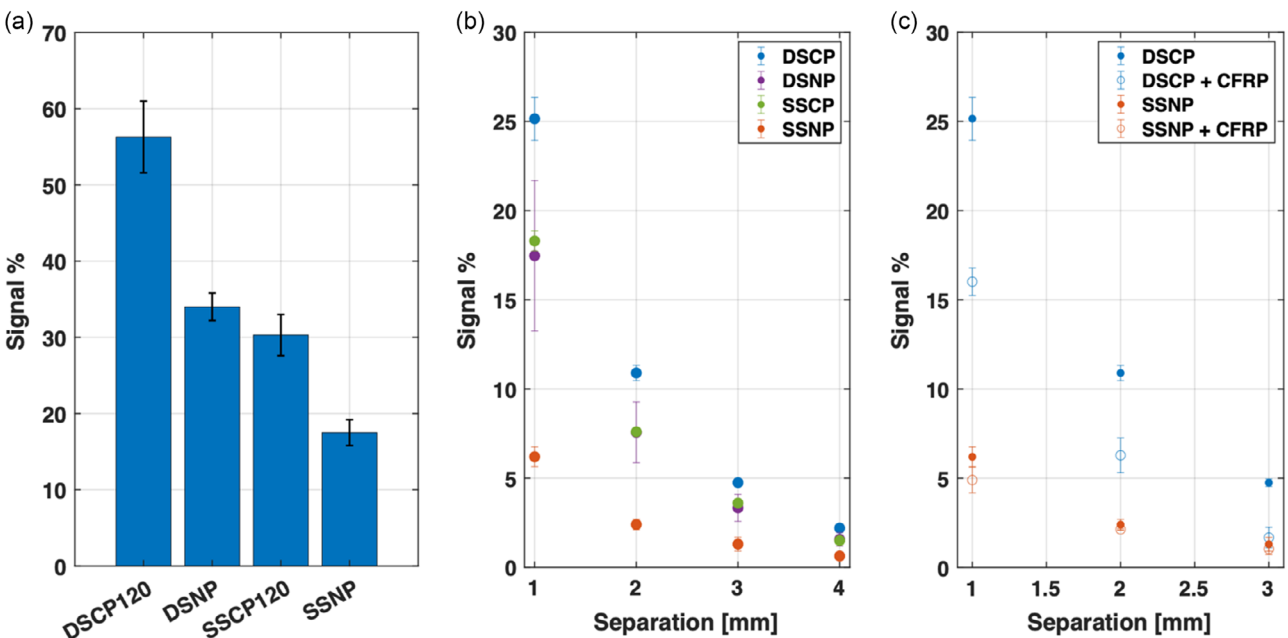 (a)
70
60
50
40
30
20
10
0
Signal %
DSCP120
DSNP
SSCP120
SSNP
(b)
30
25
20
15
10
5
0
Signal %
1
2
3
4
Separation [mm]
DSCP
DSNP
SSCP
SSNP
(c)
30
25
20
15
10
5
0
Signal %
1
1.5
2
2.5
3
Separation [mm]
DSCP
DSCP + CFRP
SSNP
SSNP + CFRP